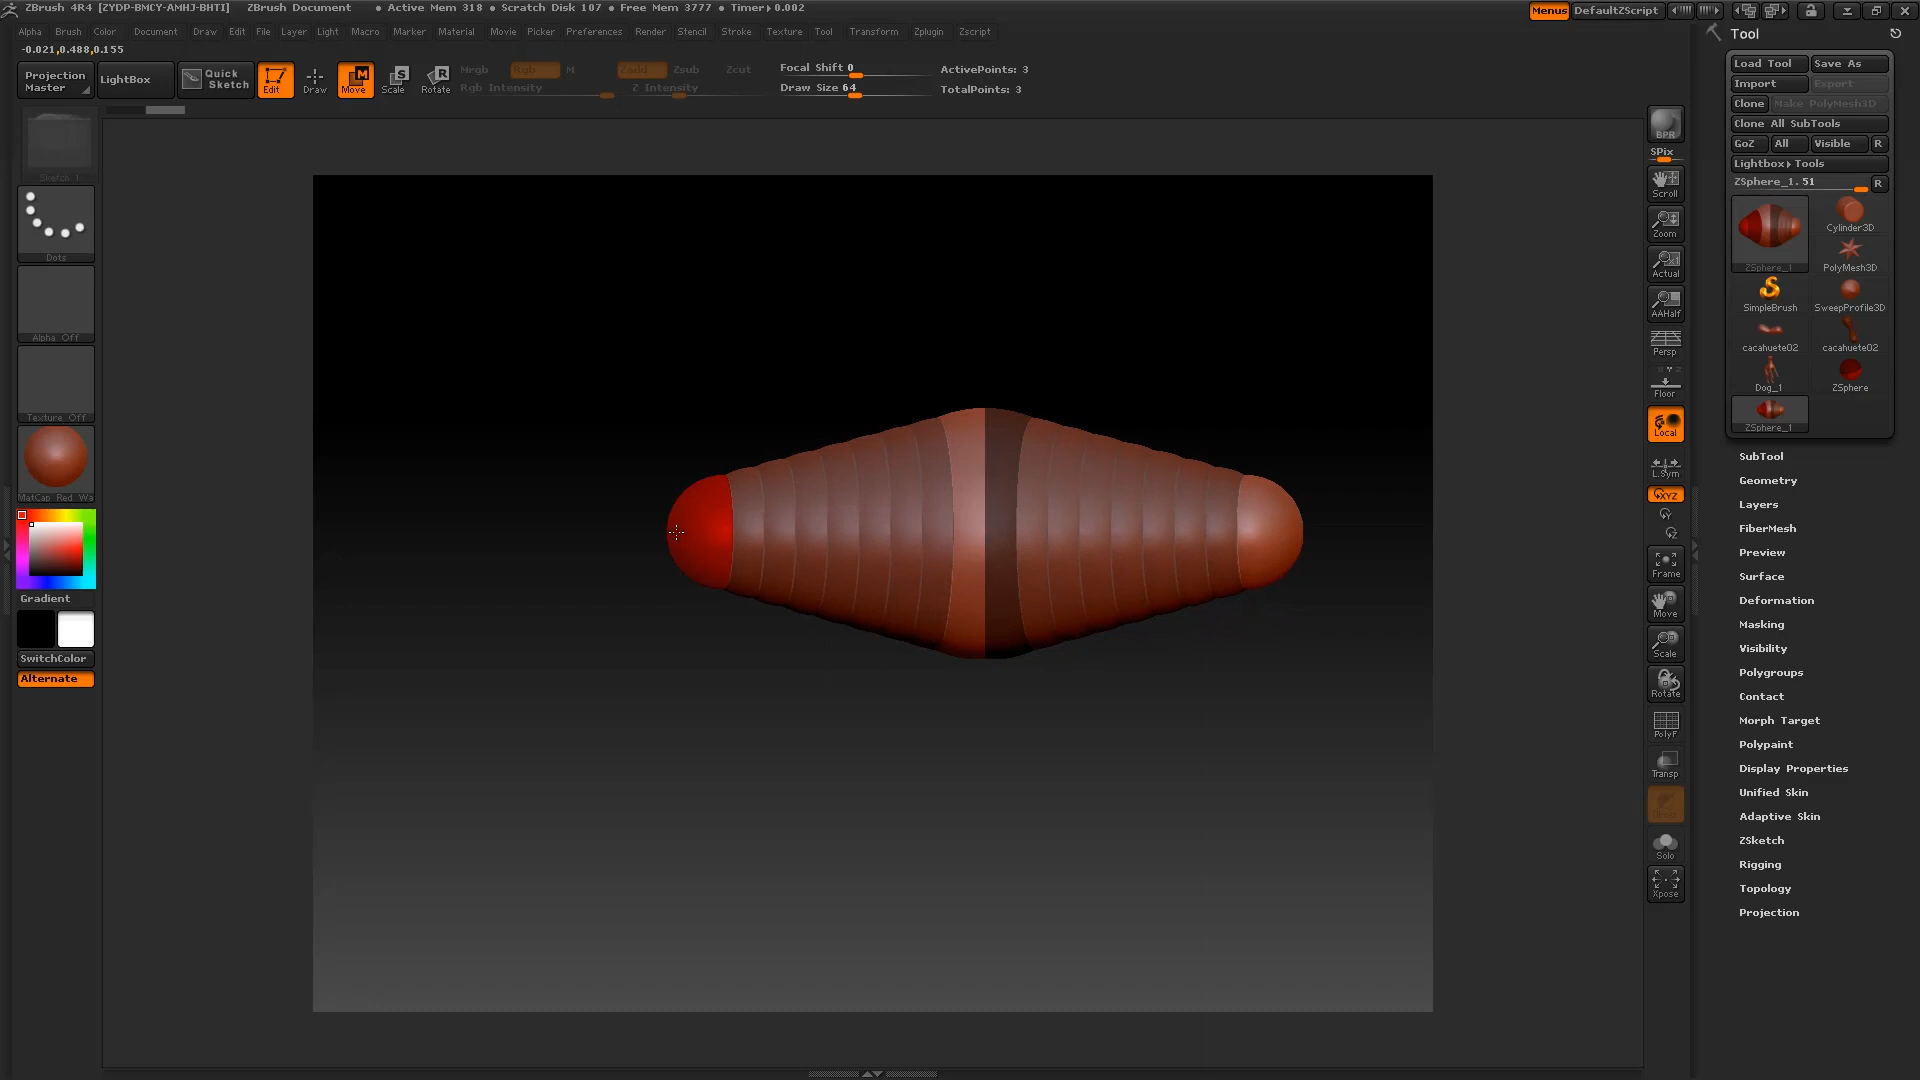 ZBrush 4R4 [ZYDP-BMCY-AMHJ-BHTI] ZBrush Document • Active Mem 318 • Scratch Disk 107 • Free Mem 3777 • Timer▸0.002 Menus DefaultZScript
Alpha Brush Color Document Draw Edit File Layer Light Macro Marker Material Movie Picker Preferences Render Stencil Stroke Texture Tool Transform Zplugin Zscript
-0.021,0.488,0.155
Projection Master
LightBox
Quick Sketch
Edit
Draw
Move
Scale
Rotate
Mrgb Rgb M
Rgb Intensity
Zadd Zsub Zcut
Z Intensity
Focal Shift 0
Draw Size 64
ActivePoints: 3
TotalPoints: 3
Sketch 1
Dots
Alpha Off
Texture Off
MatCap Red Wa
Gradient
SwitchColor
Alternate
BPR
SPix
Scroll
Zoom
Actual
AAHalf
Persp
Floor
Local
L.Sym
XYZ
Y
Z
Frame
Move
Scale
Rotate
PolyF
Transp
Solo
Xpose
Tool
Load Tool Save As
Import Export
Clone Make PolyMesh3D
Clone All SubTools
GoZ All Visible R
Lightbox▸Tools
ZSphere_1. 51 R
ZSphere_1
Cylinder3D
PolyMesh3D
SimpleBrush SweepProfile3D
cacahuete02 cacahuete02
Dog_1 ZSphere
ZSphere_1
SubTool
Geometry
Layers
FiberMesh
Preview
Surface
Deformation
Masking
Visibility
Polygroups
Contact
Morph Target
Polypaint
Display Properties
Unified Skin
Adaptive Skin
ZSketch
Rigging
Topology
Projection